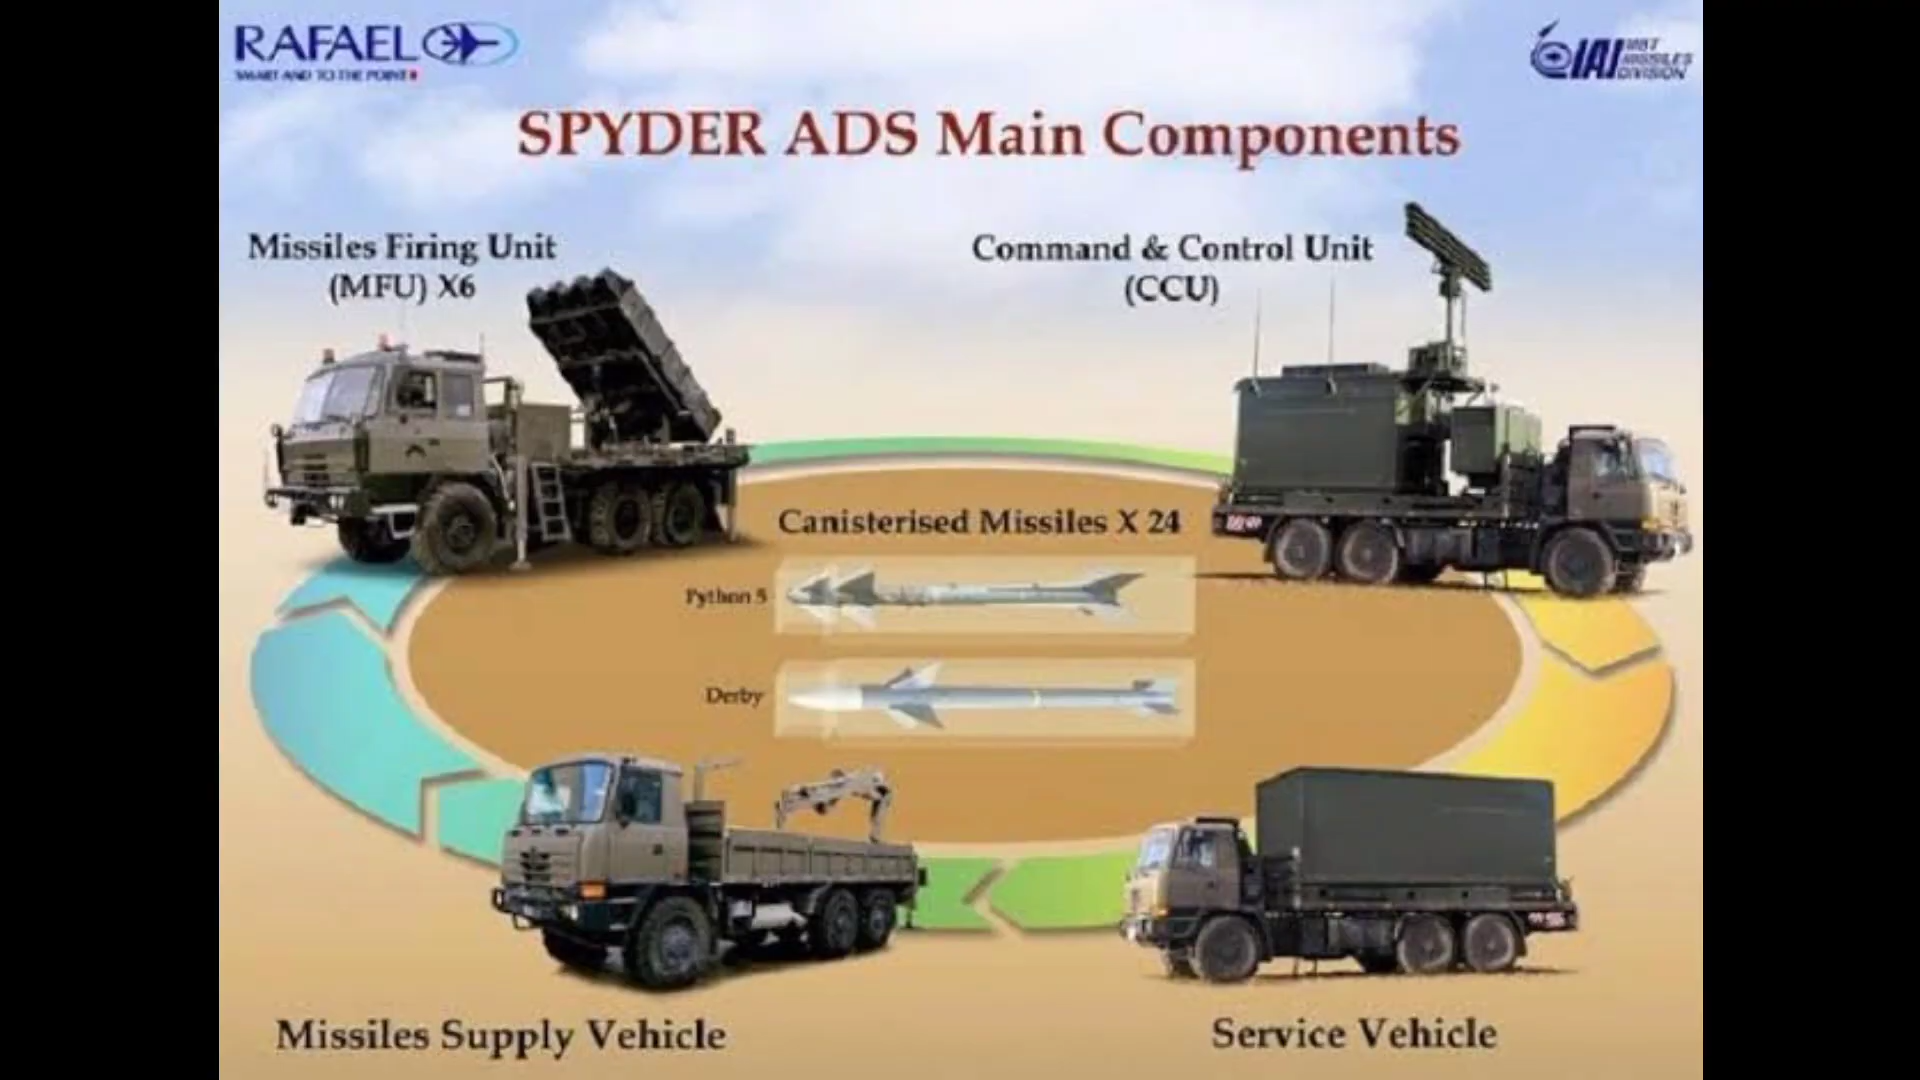 RAFAEL
SMART AND TO THE POINT
IAI MBT
MISSILES
DIVISION
SPYDER ADS Main Components
Missiles Firing Unit
(MFU) X6
Command & Control Unit
(CCU)
Canisterised Missiles X 24
Python 5
Derby
Missiles Supply Vehicle
Service Vehicle